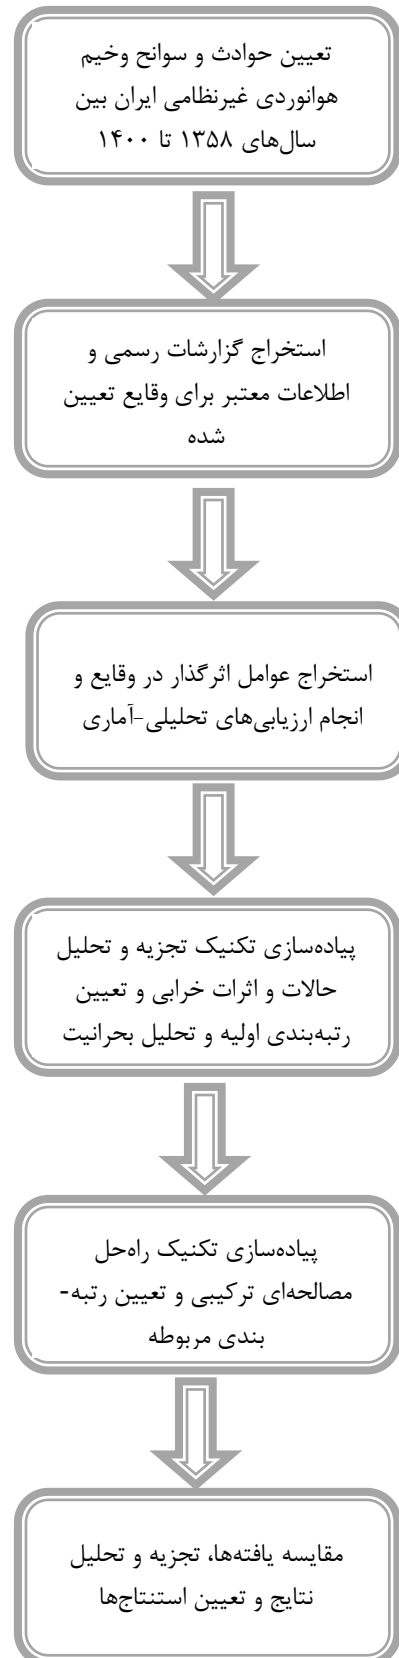 تعیین حوادث و سوانح وخیم
هوانوردی غیرنظامی ایران بین
سال‌های ۱۳۵۸ تا ۱۴۰۰
استخراج گزارشات رسمی و
اطلاعات معتبر برای وقایع تعیین
شده
استخراج عوامل اثرگذار در وقایع و
انجام ارزیابی‌های تحلیلی-آماری
پیاده‌سازی تکنیک تجزیه و تحلیل
حالات و اثرات خرابی و تعیین
رتبه‌بندی اولیه و تحلیل بحرانیت
پیاده‌سازی تکنیک راه‌حل
مصالحه‌ای ترکیبی و تعیین رتبه-
بندی مربوطه
مقایسه یافته‌ها، تجزیه و تحلیل
نتایج و تعیین استنتاج‌ها